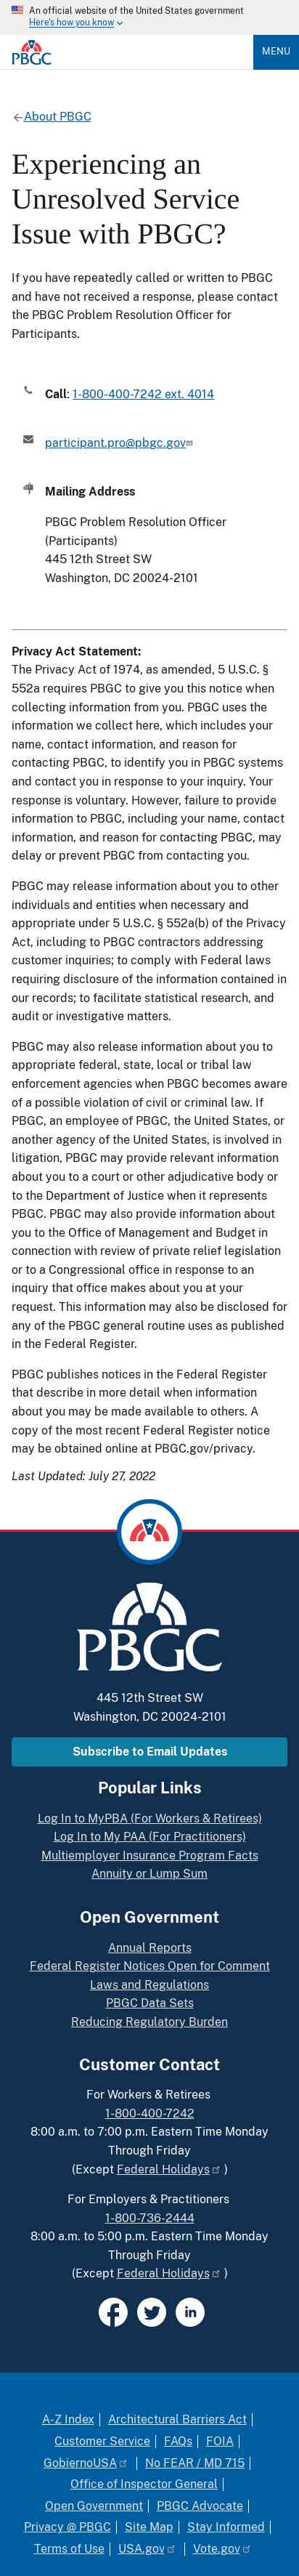 An official website of the United States government
Here's how you know
PBGC
MENU
About PBGC
Experiencing an
Unresolved Service
Issue with PBGC?
If you have repeatedly called or written to PBGC
and have not received a response, please contact
the PBGC Problem Resolution Officer for
Participants.
Call: 1-800-400-7242 ext. 4014
participant.pro@pbgc.gov
Mailing Address
PBGC Problem Resolution Officer
(Participants)
445 12th Street SW
Washington, DC 20024-2101
Privacy Act Statement:
The Privacy Act of 1974, as amended, 5 U.S.C. §
552a requires PBGC to give you this notice when
collecting information from you. PBGC uses the
information we collect here, which includes your
name, contact information, and reason for
contacting PBGC, to identify you in PBGC systems
and as necessary to respond to your inquiry. Your
response is voluntary. However, failure to provide
information to PBGC, including your name, contact
information, and reason for contacting PBGC, may
delay or prevent PBGC from contacting you.
PBGC may release information about you to other
individuals and entities when necessary and
appropriate under 5 U.S.C. § 552a(b) of the Privacy
Act, including to PBGC contractors addressing
customer inquires; to comply with Federal laws
requiring disclosure of information in our system of
records; to facilitate statistical research, audit
and or investigative matters.
PBGC may also release information about you to
appropriate federal, state, local or tribal law
enforcement agencies when PBGC becomes aware
of a possible violation of civil or criminal law. If
PBGC, an employee of PBGC, the United States, or
another agency of the United States, is involved in
litigation, PBGC may provide relevant information
about you to a court or other adjudicative body or
to the Department of Justice when it represents
PBGC. PBGC may also provide information about
you to the Office of Management and Budget in
connection with review of private relief legislation
or to a Congressional office in response to an
inquiry that office makes about you at your
request. This information may also be disclosed for
any of the PBGC general routine uses as published
in the Federal Register.
PBGC publishes notices in the Federal Register
that describe in more detail when information
about you may be made available to others. A
copy of the most recent Federal Register notice
may be obtained online at PBGC.gov/privacy.
Last Updated: July 27, 2022
PBGC
445 12th Street SW
Washington, DC 20024-2101
Subscribe to Email Updates
Popular Links
Log In to MyPBA (For Workers & Retirees)
Log In to My PAA (For Practitioners)
Multiemployer Insurance Program Facts
Annuity or Lump Sum
Open Government
Annual Reports
Federal Register Notices Open for Comment
Laws and Regulations
PBGC Data Sets
Reducing Regulatory Burden
Customer Contact
For Workers & Retirees
1-800-400-7242
8:00 a.m. to 7:00 p.m. Eastern Time Monday
Through Friday
(Except Federal Holidays )
For Employers & Practitioners
1-800-736-2444
8:00 a.m. to 5:00 p.m. Eastern Time Monday
Through Friday
(Except Federal Holidays )
A-Z Index | Architectural Barriers Act |
Customer Service | FAQs | FOIA |
GobiernoUSA | No FEAR / MD 715 |
Office of Inspector General |
Open Government | PBGC Advocate |
Privacy @ PBGC | Site Map | Stay Informed |
Terms of Use | USA.gov | Vote.gov